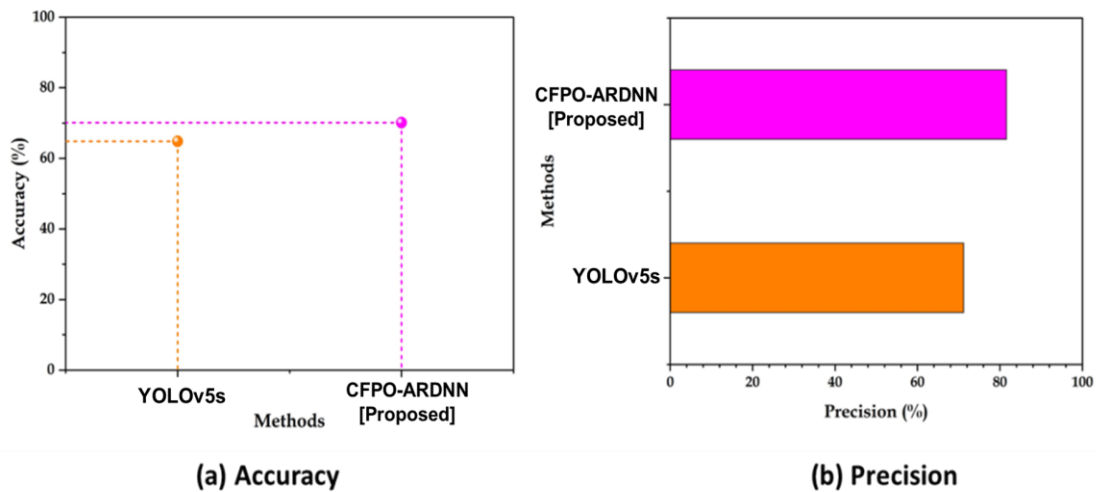 100
80
60
40
20
0
Accuracy (%)
YOLOv5s
CFPO-ARDNN
[Proposed]
Methods
(a) Accuracy
CFPO-ARDNN
[Proposed]
Methods
YOLOv5s
0 20 40 60 80 100
Precision (%)
(b) Precision